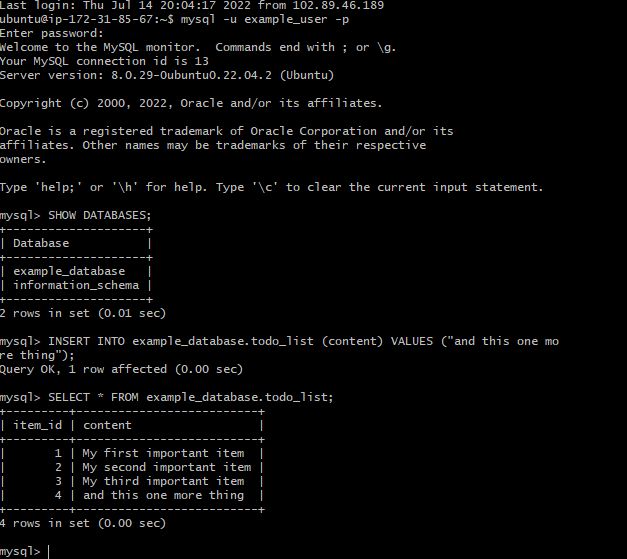 Last login: Thu Jul 14 20:04:17 2022 from 102.89.46.189
ubuntu@ip-172-31-85-67:~$ mysql -u example_user -p
Enter password:
Welcome to the MySQL monitor.  Commands end with ; or \g.
Your MySQL connection id is 13
Server version: 8.0.29-0ubuntu0.22.04.2 (Ubuntu)

Copyright (c) 2000, 2022, Oracle and/or its affiliates.

Oracle is a registered trademark of Oracle Corporation and/or its
affiliates. Other names may be trademarks of their respective
owners.

Type 'help;' or '\h' for help. Type '\c' to clear the current input statement.

mysql> SHOW DATABASES;
+--------------------+
| Database           |
+--------------------+
| example_database   |
| information_schema |
+--------------------+
2 rows in set (0.01 sec)

mysql> INSERT INTO example_database.todo_list (content) VALUES ("and this one mo
re thing");
Query OK, 1 row affected (0.00 sec)

mysql> SELECT * FROM example_database.todo_list;
+---------+--------------------------+
| item_id | content                  |
+---------+--------------------------+
|       1 | My first important item  |
|       2 | My second important item |
|       3 | My third important item  |
|       4 | and this one more thing  |
+---------+--------------------------+
4 rows in set (0.00 sec)

mysql>